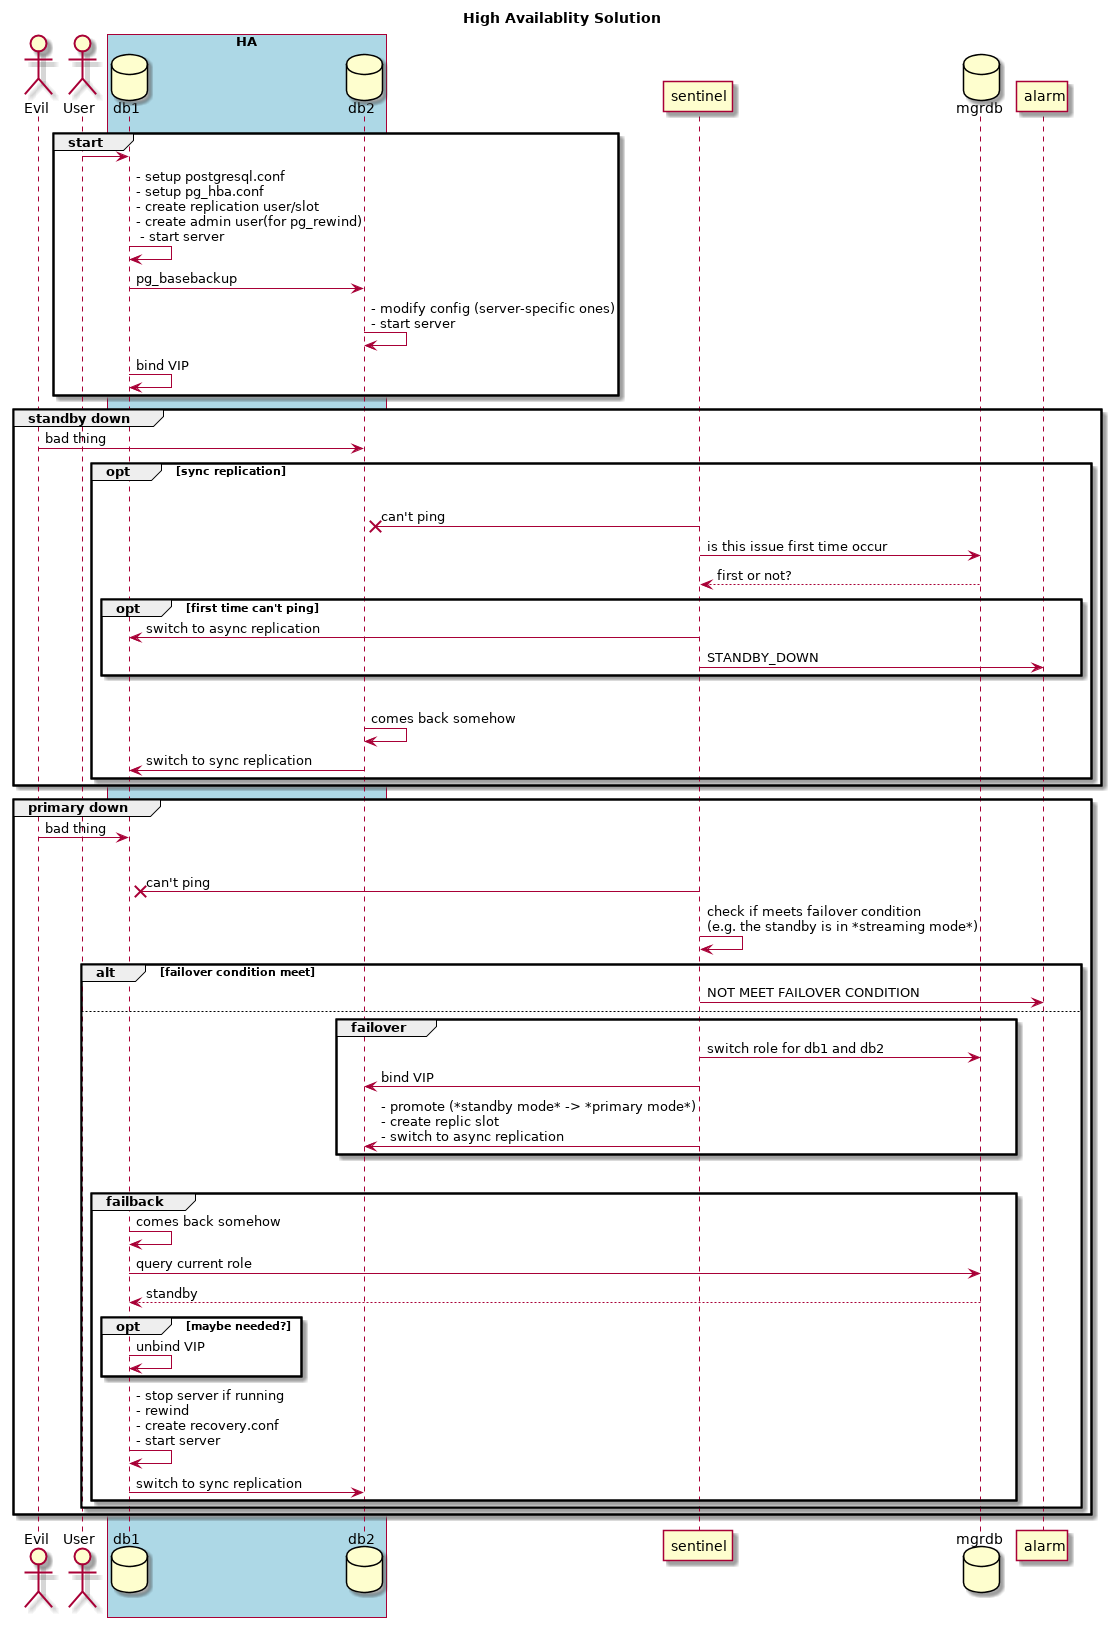 High Availablity Solution
HA
Evil
User
db1
db2
sentinel
mgrdb
alarm
start
- setup postgresql.conf
- setup pg_hba.conf
- create replication user/slot
- create admin user(for pg_rewind)
- start server
pg_basebackup
- modify config (server-specific ones)
- start server
bind VIP
standby down
bad thing
opt [sync replication]
can't ping
is this issue first time occur
first or not?
opt [first time can't ping]
switch to async replication
STANDBY_DOWN
comes back somehow
switch to sync replication
primary down
bad thing
can't ping
check if meets failover condition
(e.g. the standby is in *streaming mode*)
alt [failover condition meet]
NOT MEET FAILOVER CONDITION
failover
switch role for db1 and db2
bind VIP
- promote (*standby mode* -> *primary mode*)
- create replic slot
- switch to async replication
failback
comes back somehow
query current role
standby
opt [maybe needed?]
unbind VIP
- stop server if running
- rewind
- create recovery.conf
- start server
switch to sync replication
Evil
User
db1
db2
sentinel
mgrdb
alarm